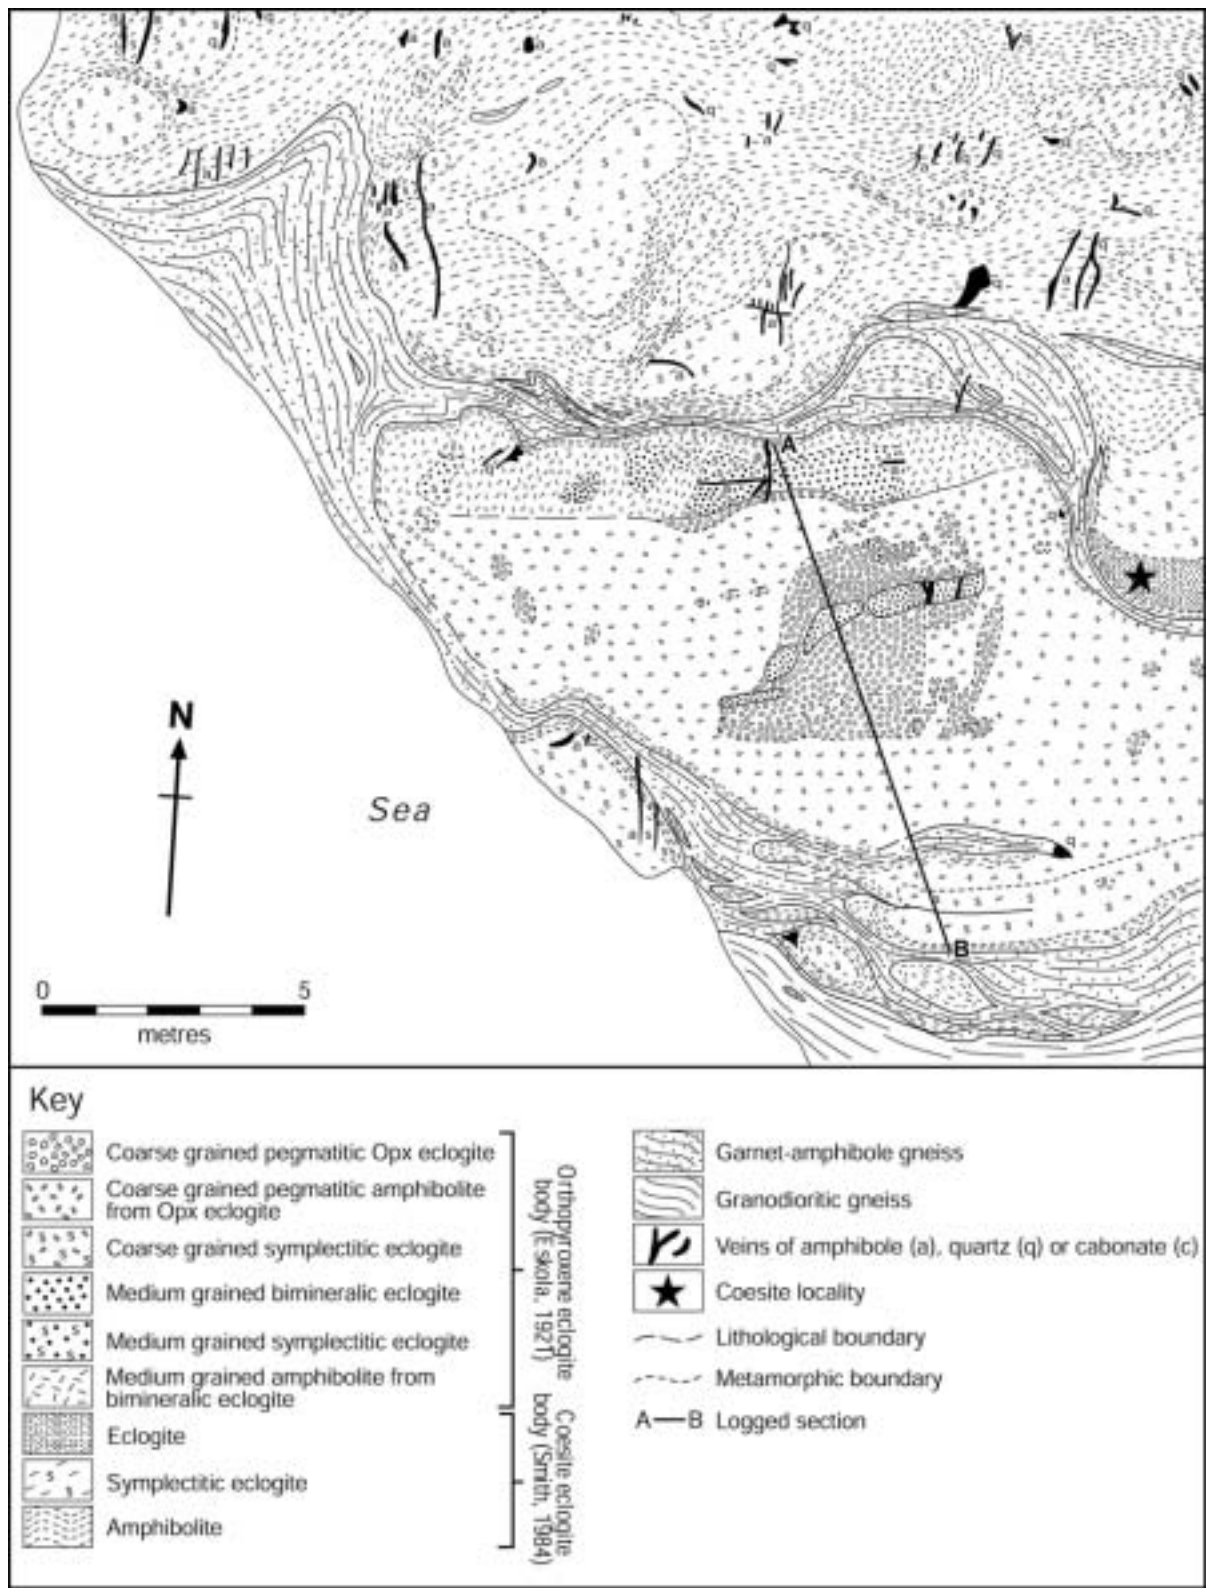 A
N
Sea
q
B
0 5
metres
Key
Coarse grained pegmatitic Opx eclogite
Coarse grained pegmatitic amphibolite
from Opx eclogite
Coarse grained symplectitic eclogite
Medium grained bimineralic eclogite
Medium grained symplectitic eclogite
Medium grained amphibolite from
bimineralic eclogite
Orthopyroxene eclogite
body (Eskola, 1921)
Eclogite
Symplectitic eclogite
Amphibolite
Coesite eclogite
body (Smith, 1984)
Garnet-amphibole gneiss
Granodioritic gneiss
Veins of amphibole (a), quartz (q) or cabonate (c)
Coesite locality
Lithological boundary
Metamorphic boundary
A—B Logged section